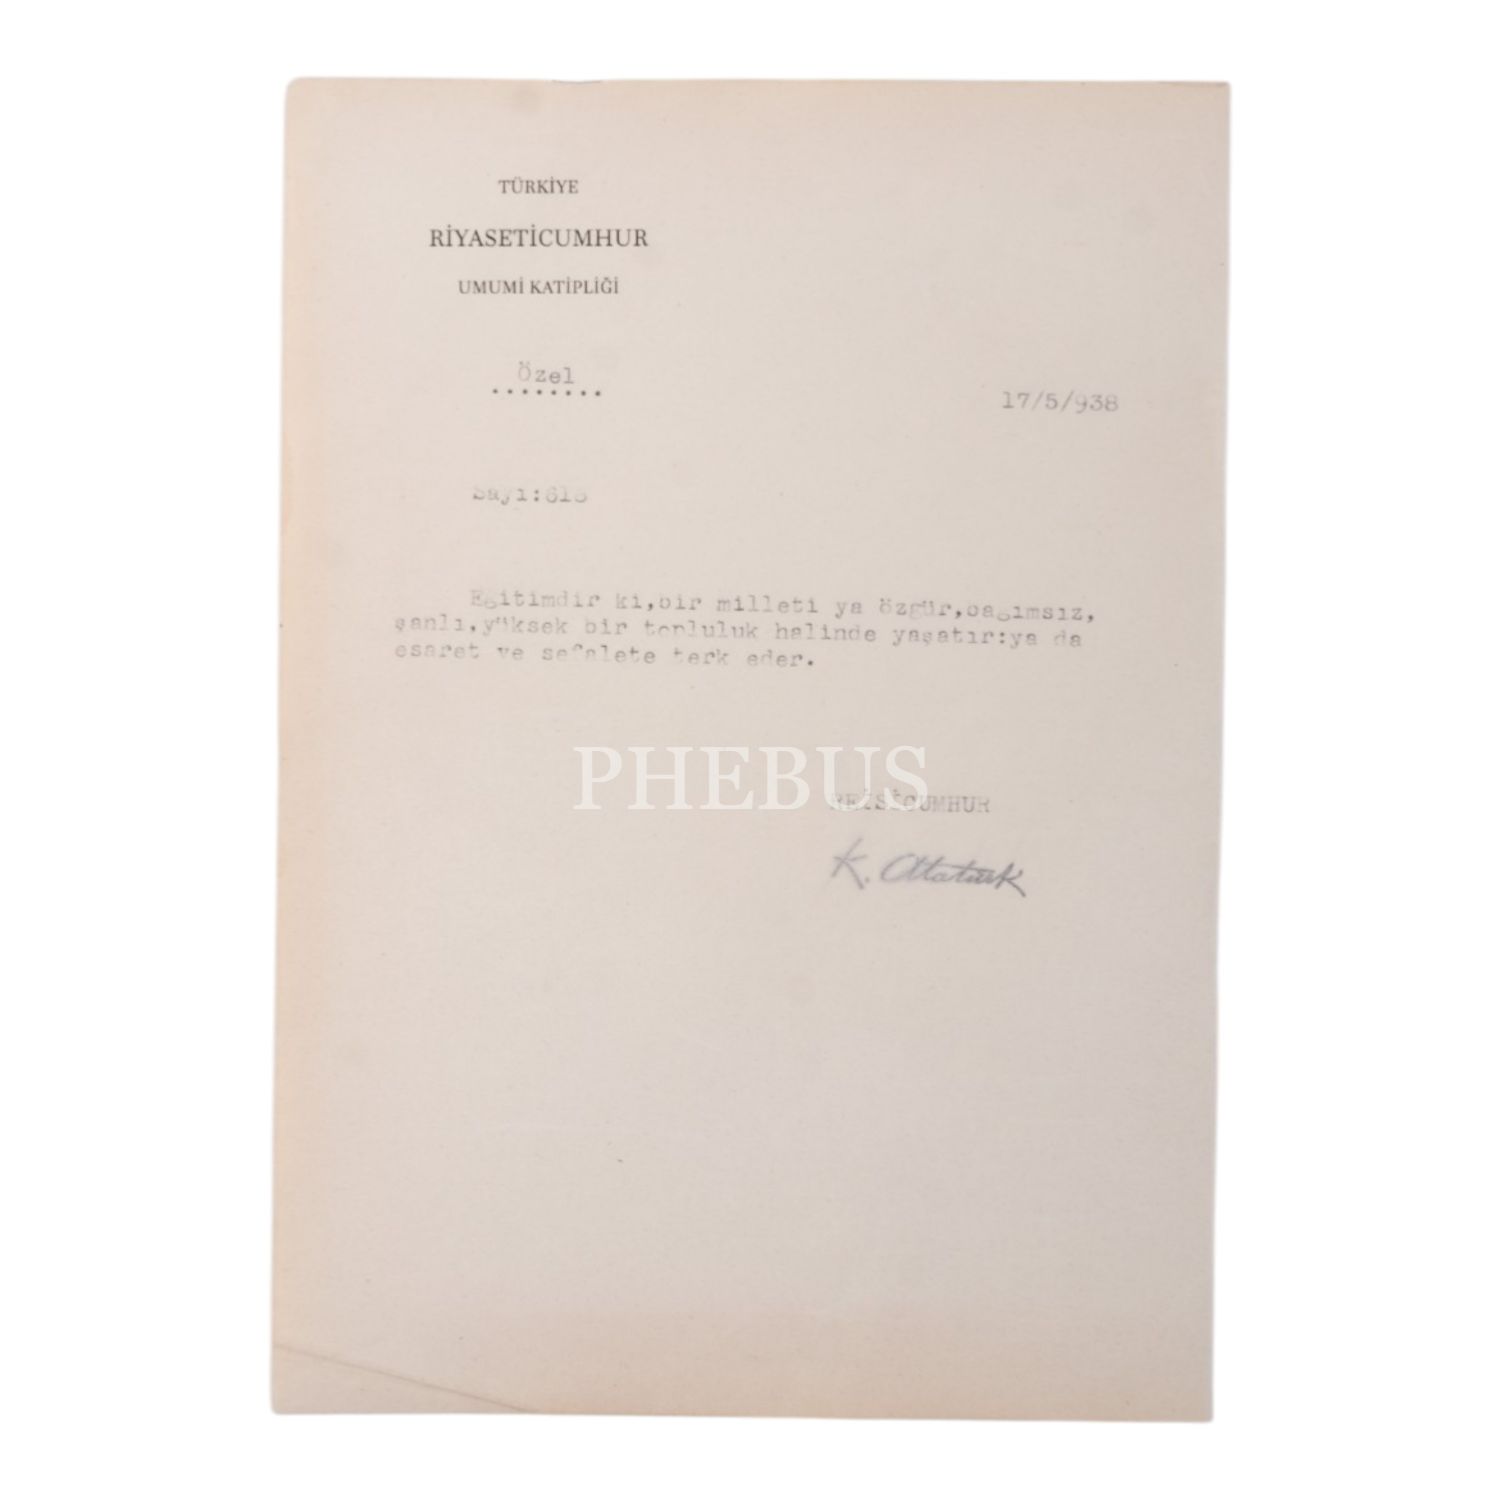 TÜRKİYE
RİYASETİCUMHUR
UMUMİ KATİPLİĞİ
Özel
........
17/5/938
Sayı:
Eğitimdir ki,bir milleti ya özgür,bağımsız,
şanlı,yüksek bir topluluk halinde yaşatır:ya da
esaret ve sefalete terk eder.
PHEBUS
REİSİCUMHUR
K. Atatürk